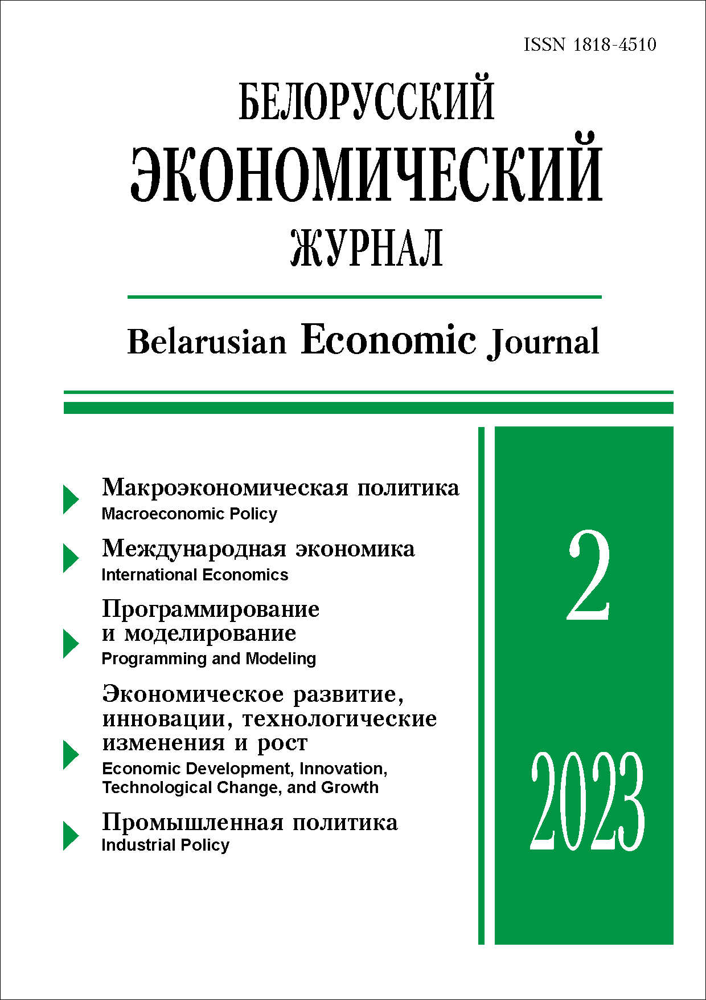 ISSN 1818-4510
БЕЛОРУССКИЙ
ЭКОНОМИЧЕСКИЙ
ЖУРНАЛ
Belarusian Economic Journal
Макроэкономическая политика
Macroeconomic Policy
Международная экономика
International Economics
Программирование
и моделирование
Programming and Modeling
Экономическое развитие,
инновации, технологические
изменения и рост
Economic Development, Innovation,
Technological Change, and Growth
Промышленная политика
Industrial Policy
2
2023